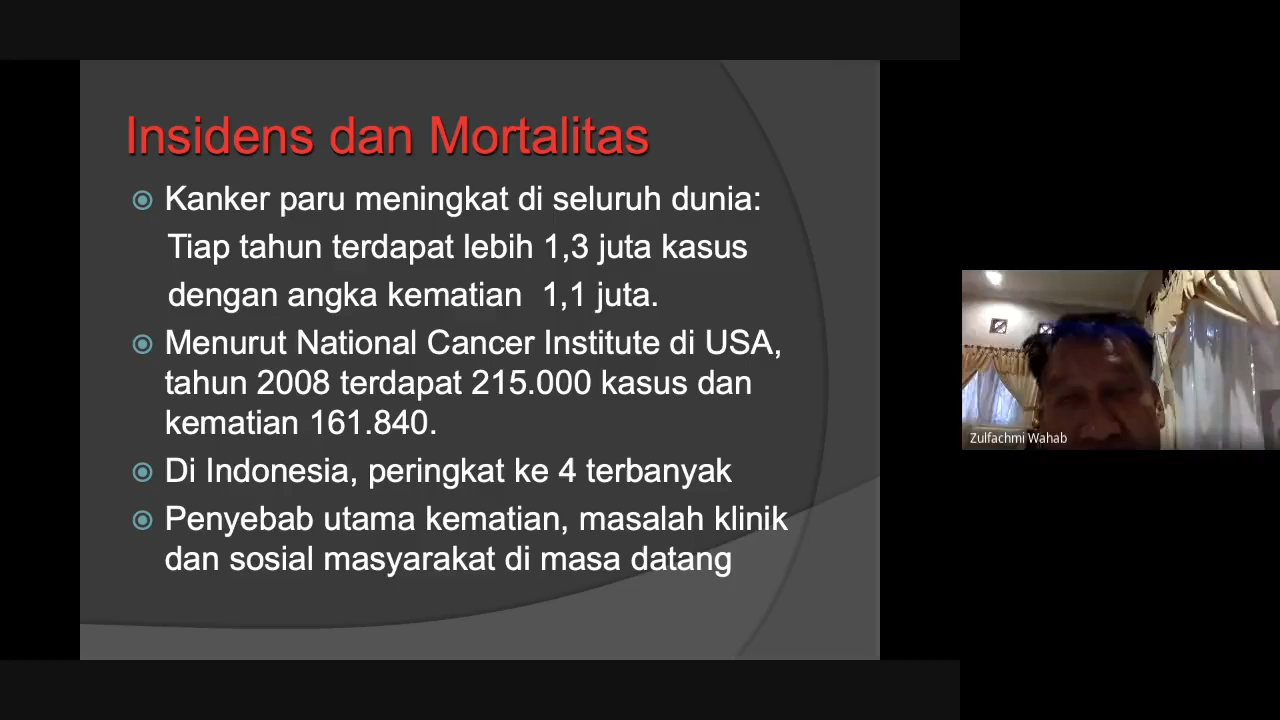 Insidens dan Mortalitas
Kanker paru meningkat di seluruh dunia:
Tiap tahun terdapat lebih 1,3 juta kasus
dengan angka kematian 1,1 juta.
Menurut National Cancer Institute di USA,
tahun 2008 terdapat 215.000 kasus dan
kematian 161.840.
Di Indonesia, peringkat ke 4 terbanyak
Penyebab utama kematian, masalah klinik
dan sosial masyarakat di masa datang
Zulfachmi Wahab